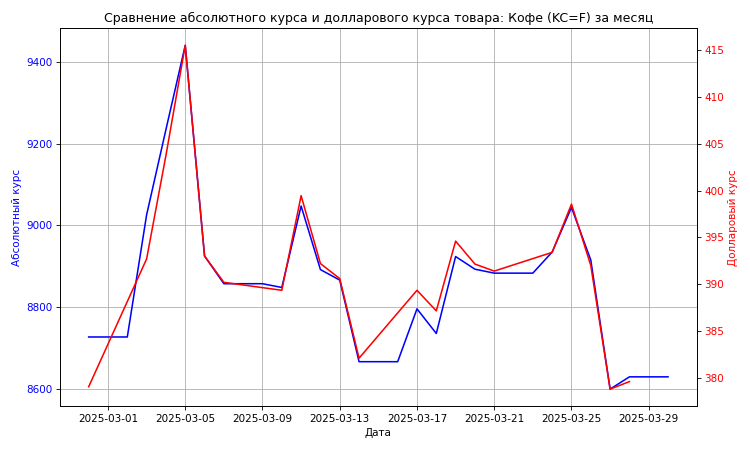 Сравнение абсолютного курса и долларового курса товара: Кофе (KC=F) за месяц
9400
9200
9000
8800
8600
Абсолютный курс
415
410
405
400
395
390
385
380
Долларовый курс
2025-03-01 2025-03-05 2025-03-09 2025-03-13 2025-03-17 2025-03-21 2025-03-25 2025-03-29
Дата